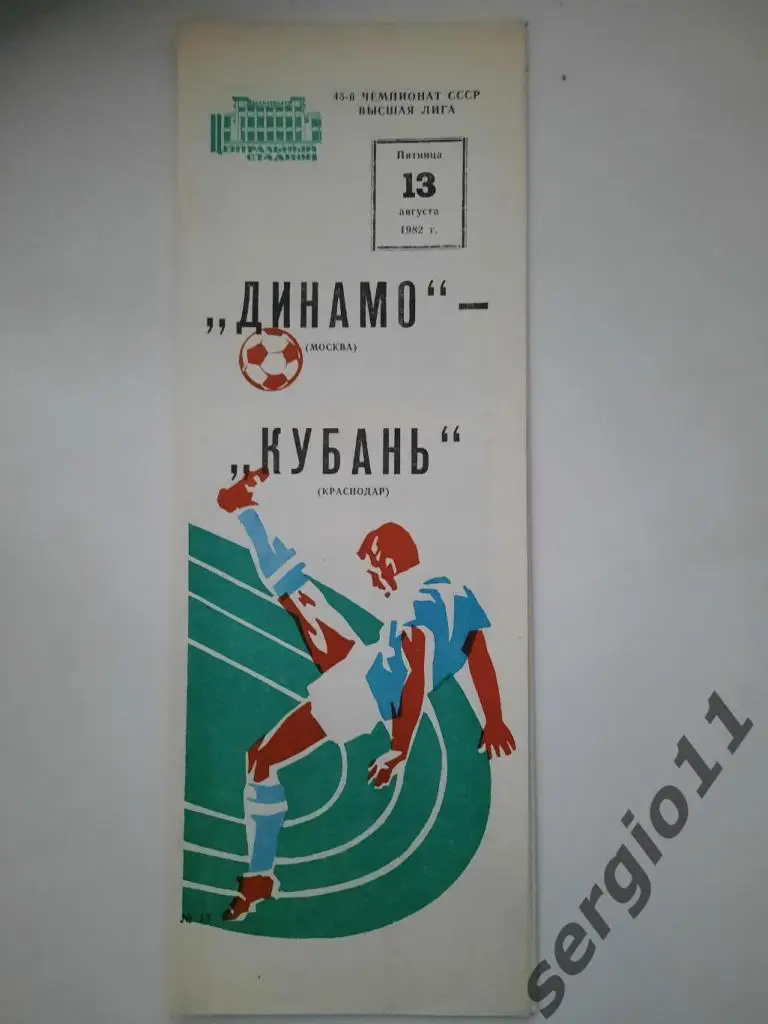 ЦЕНТРАЛЬНЫЙ
СТАДИОН
45-й ЧЕМПИОНАТ СССР
ВЫСШАЯ ЛИГА
Пятница
13
августа
1982 г.
„ДИНАМО“ —
(МОСКВА)
„КУБАНЬ“
(КРАСНОДАР)
sergio11